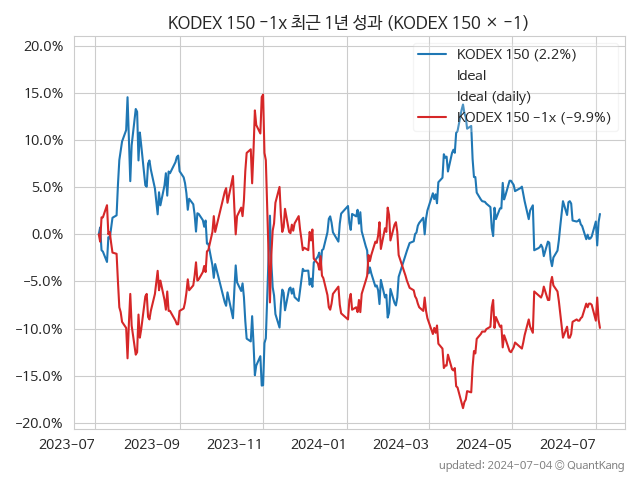 KODEX 150 −1x 최근 1년 성과 (KODEX 150 × −1)
KODEX 150 (2.2%)
Ideal
Ideal (daily)
KODEX 150 −1x (−9.9%)
20.0%
15.0%
10.0%
5.0%
0.0%
−5.0%
−10.0%
−15.0%
−20.0%
2023-07 2023-09 2023-11 2024-01 2024-03 2024-05 2024-07
updated: 2024-07-04 © QuantKang